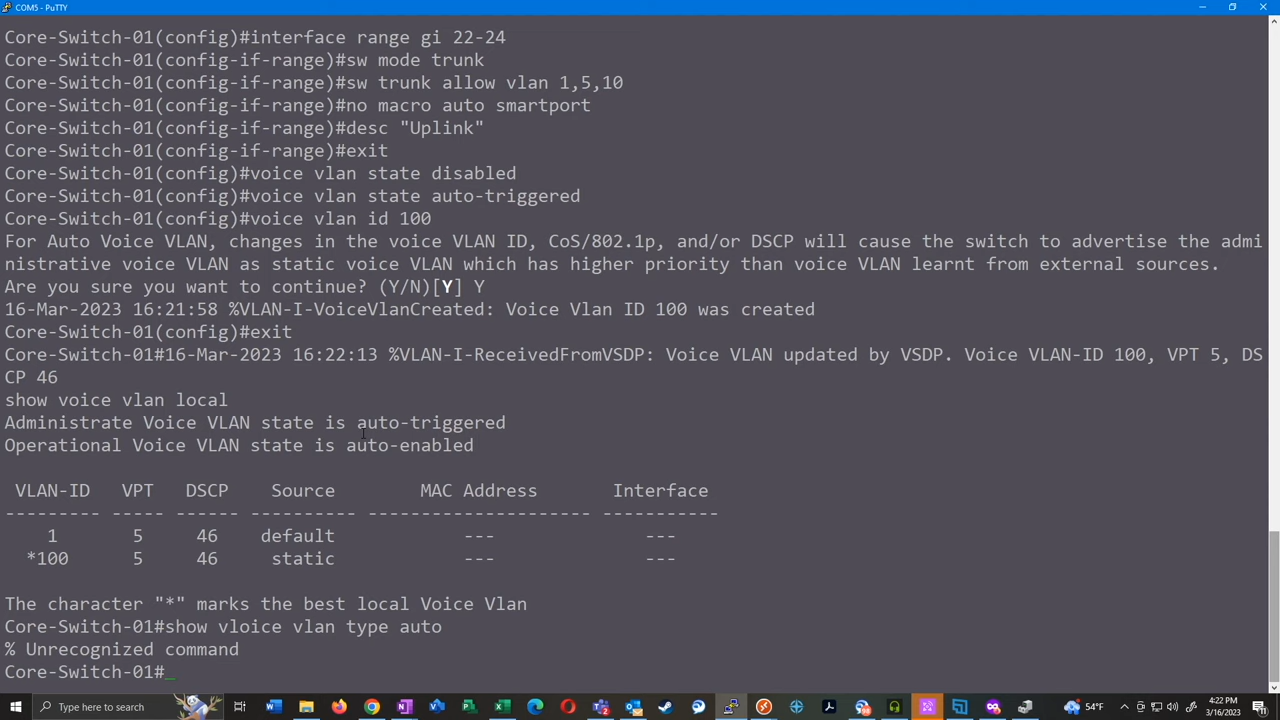 COM5 - PuTTY
Core-Switch-01(config)#interface range gi 22-24
Core-Switch-01(config-if-range)#sw mode trunk
Core-Switch-01(config-if-range)#sw trunk allow vlan 1,5,10
Core-Switch-01(config-if-range)#no macro auto smartport
Core-Switch-01(config-if-range)#desc "Uplink"
Core-Switch-01(config-if-range)#exit
Core-Switch-01(config)#voice vlan state disabled
Core-Switch-01(config)#voice vlan state auto-triggered
Core-Switch-01(config)#voice vlan id 100
For Auto Voice VLAN, changes in the voice VLAN ID, CoS/802.1p, and/or DSCP will cause the switch to advertise the admi
nistrative voice VLAN as static voice VLAN which has higher priority than voice VLAN learnt from external sources.
Are you sure you want to continue? (Y/N)[Y] Y
16-Mar-2023 16:21:58 %VLAN-I-VoiceVlanCreated: Voice Vlan ID 100 was created
Core-Switch-01(config)#exit
Core-Switch-01#16-Mar-2023 16:22:13 %VLAN-I-ReceivedFromVSDP: Voice VLAN updated by VSDP. Voice VLAN-ID 100, VPT 5, DS
CP 46
show voice vlan local
Administrate Voice VLAN state is auto-triggered
Operational Voice VLAN state is auto-enabled
VLAN-ID VPT DSCP Source MAC Address Interface
--------- ----- ------ ---------- --------------------- -----------
1 5 46 default --- ---
*100 5 46 static --- ---
The character "*" marks the best local Voice Vlan
Core-Switch-01#show vloice vlan type auto
% Unrecognized command
Core-Switch-01#_
Type here to search
54°F
4:22 PM
3/16/2023